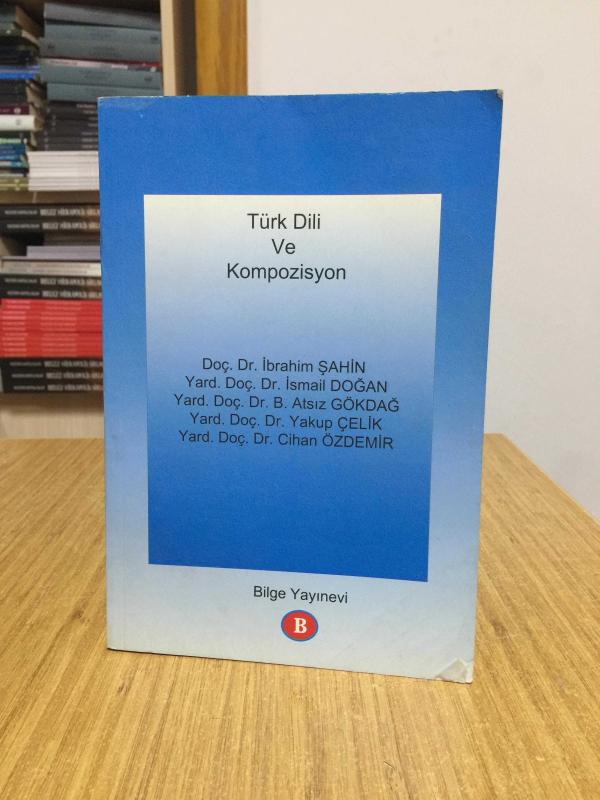 Türk Dili
Ve
Kompozisyon
Doç. Dr. İbrahim ŞAHİN
Yard. Doç. Dr. İsmail DOĞAN
Yard. Doç. Dr. B. Atsız GÖKDAĞ
Yard. Doç. Dr. Yakup ÇELİK
Yard. Doç. Dr. Cihan ÖZDEMİR
Bilge Yayınevi
B